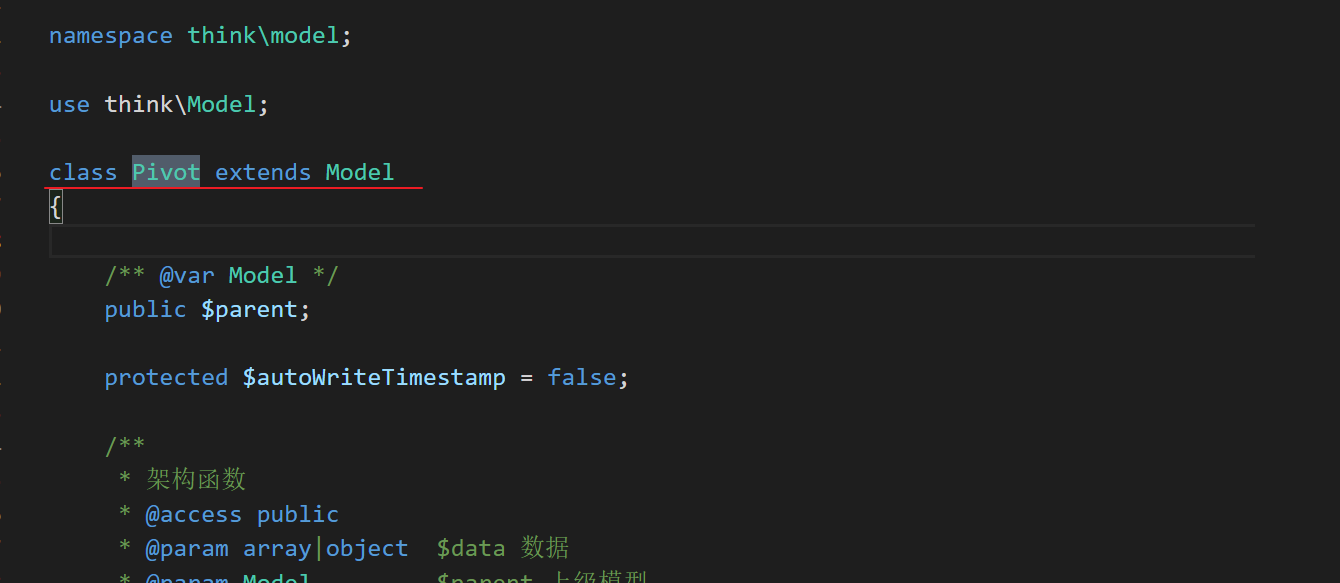 namespace think\model;
use think\Model;
class Pivot extends Model
{
/** @var Model */
public $parent;
protected $autoWriteTimestamp = false;
/**
* 架构函数
* @access public
* @param array|object $data 数据
* @param Model $parent 上级模型